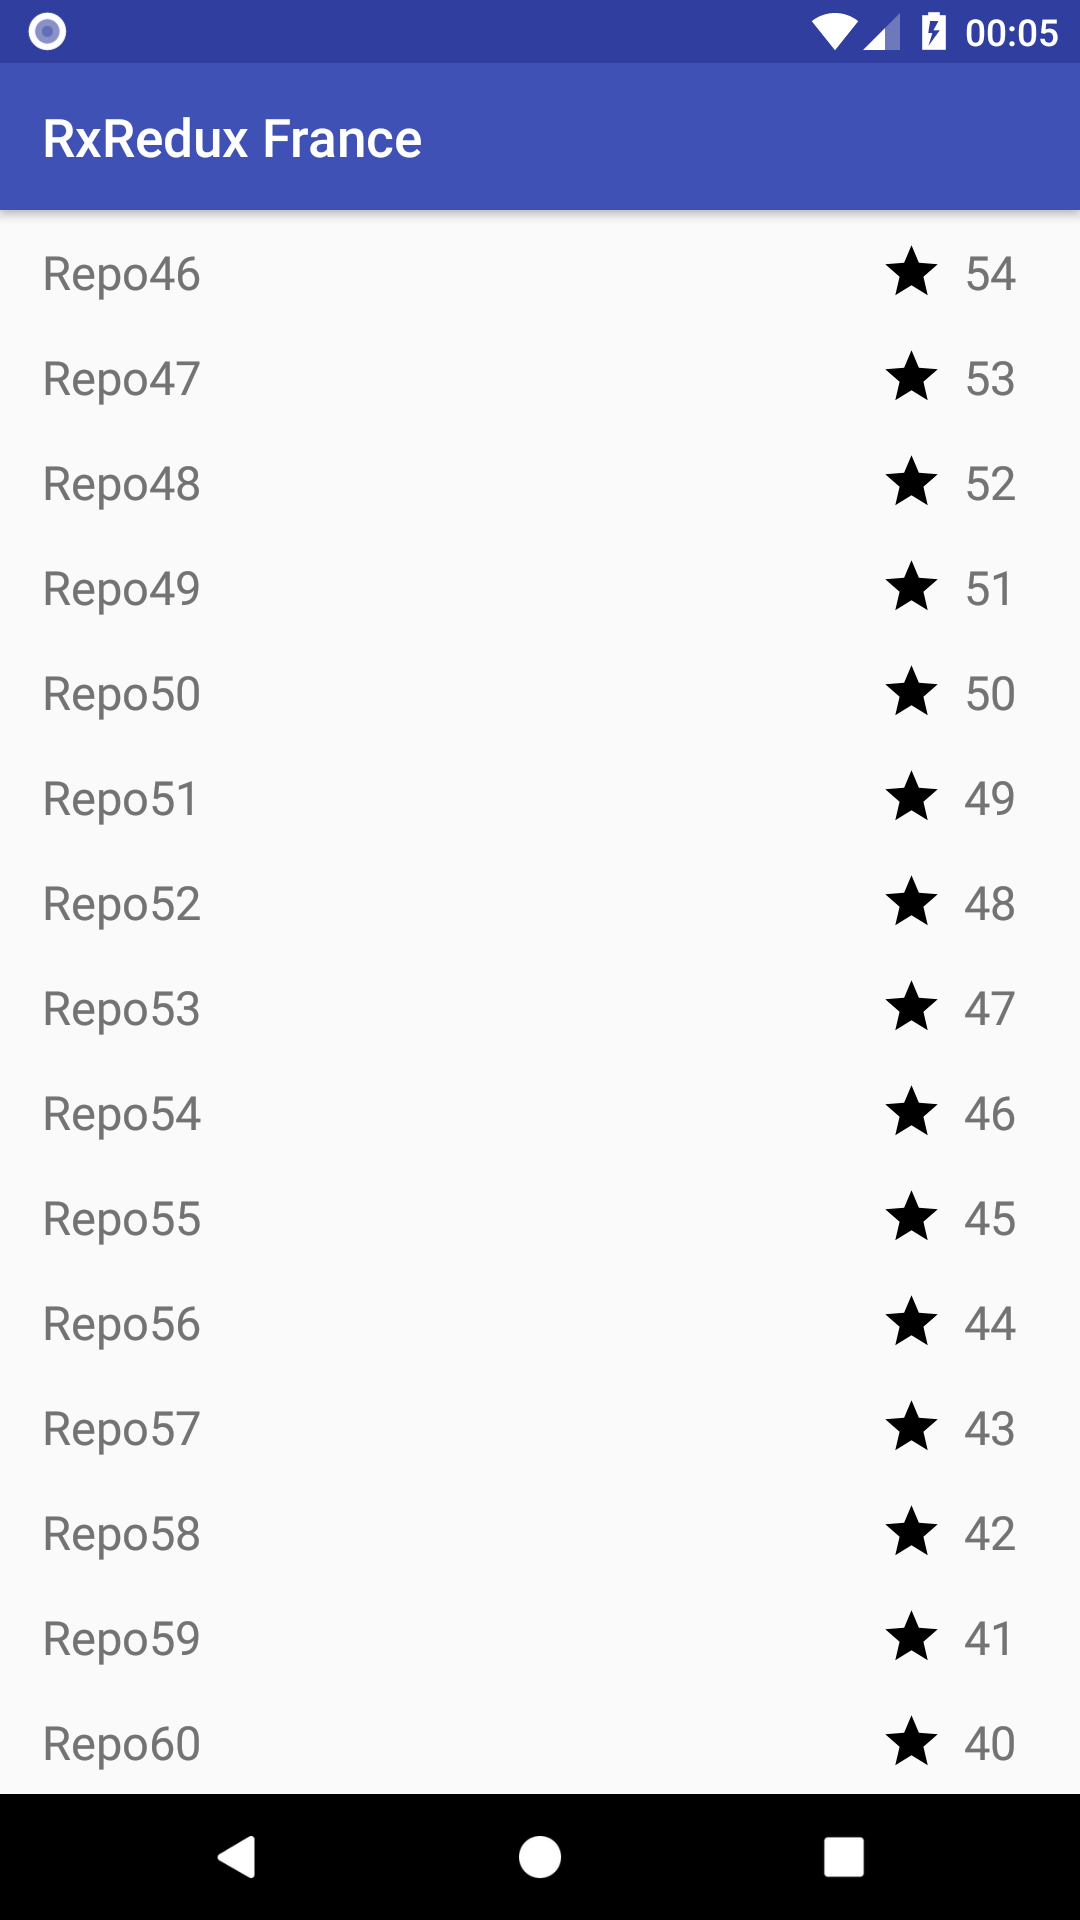 00:05
RxRedux France
Repo46 54
Repo47 53
Repo48 52
Repo49 51
Repo50 50
Repo51 49
Repo52 48
Repo53 47
Repo54 46
Repo55 45
Repo56 44
Repo57 43
Repo58 42
Repo59 41
Repo60 40